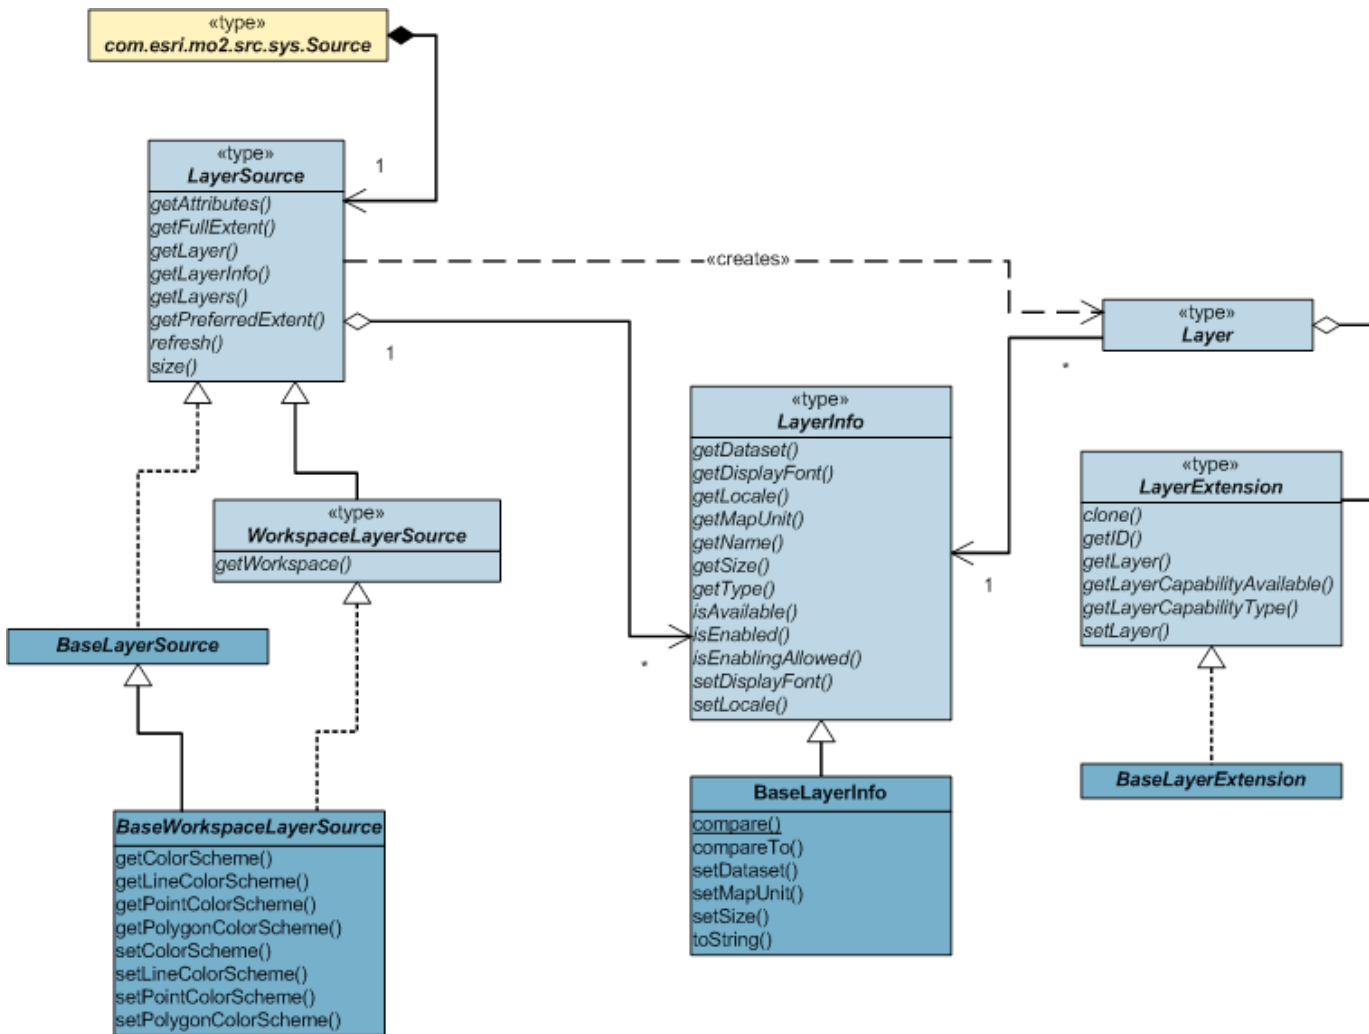 «type»
com.esri.mo2.src.sys.Source
«type»
LayerSource
getAttributes()
getFullExtent()
getLayer()
getLayerInfo()
getLayers()
getPreferredExtent()
refresh()
size()
1
«creates»
1
*
«type»
Layer
*
1
«type»
LayerInfo
getDataset()
getDisplayFont()
getLocale()
getMapUnit()
getName()
getSize()
getType()
isAvailable()
isEnabled()
isEnablingAllowed()
setDisplayFont()
setLocale()
«type»
LayerExtension
clone()
getID()
getLayer()
getLayerCapabilityAvailable()
getLayerCapabilityType()
setLayer()
«type»
WorkspaceLayerSource
getWorkspace()
BaseLayerSource
BaseWorkspaceLayerSource
getColorScheme()
getLineColorScheme()
getPointColorScheme()
getPolygonColorScheme()
setColorScheme()
setLineColorScheme()
setPointColorScheme()
setPolygonColorScheme()
BaseLayerInfo
compare()
compareTo()
setDataset()
setMapUnit()
setSize()
toString()
BaseLayerExtension